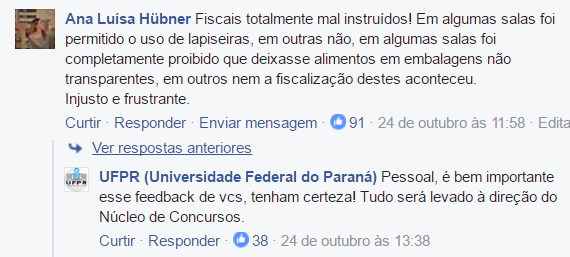 Ana Luísa Hübner Fiscais totalmente mal instruídos! Em algumas salas foi
permitido o uso de lapiseiras, em outras não, em algumas salas foi
completamente proibido que deixasse alimentos em embalagens não
transparentes, em outros nem a fiscalização destes aconteceu.
Injusto e frustrante.
Curtir · Responder · Enviar mensagem · 91 · 24 de outubro às 11:58 · Edita
Ver respostas anteriores
UFPR
UFPR (Universidade Federal do Paraná) Pessoal, é bem importante
esse feedback de vcs, tenham certeza! Tudo será levado à direção do
Núcleo de Concursos.
Curtir · Responder · 38 · 24 de outubro às 13:38